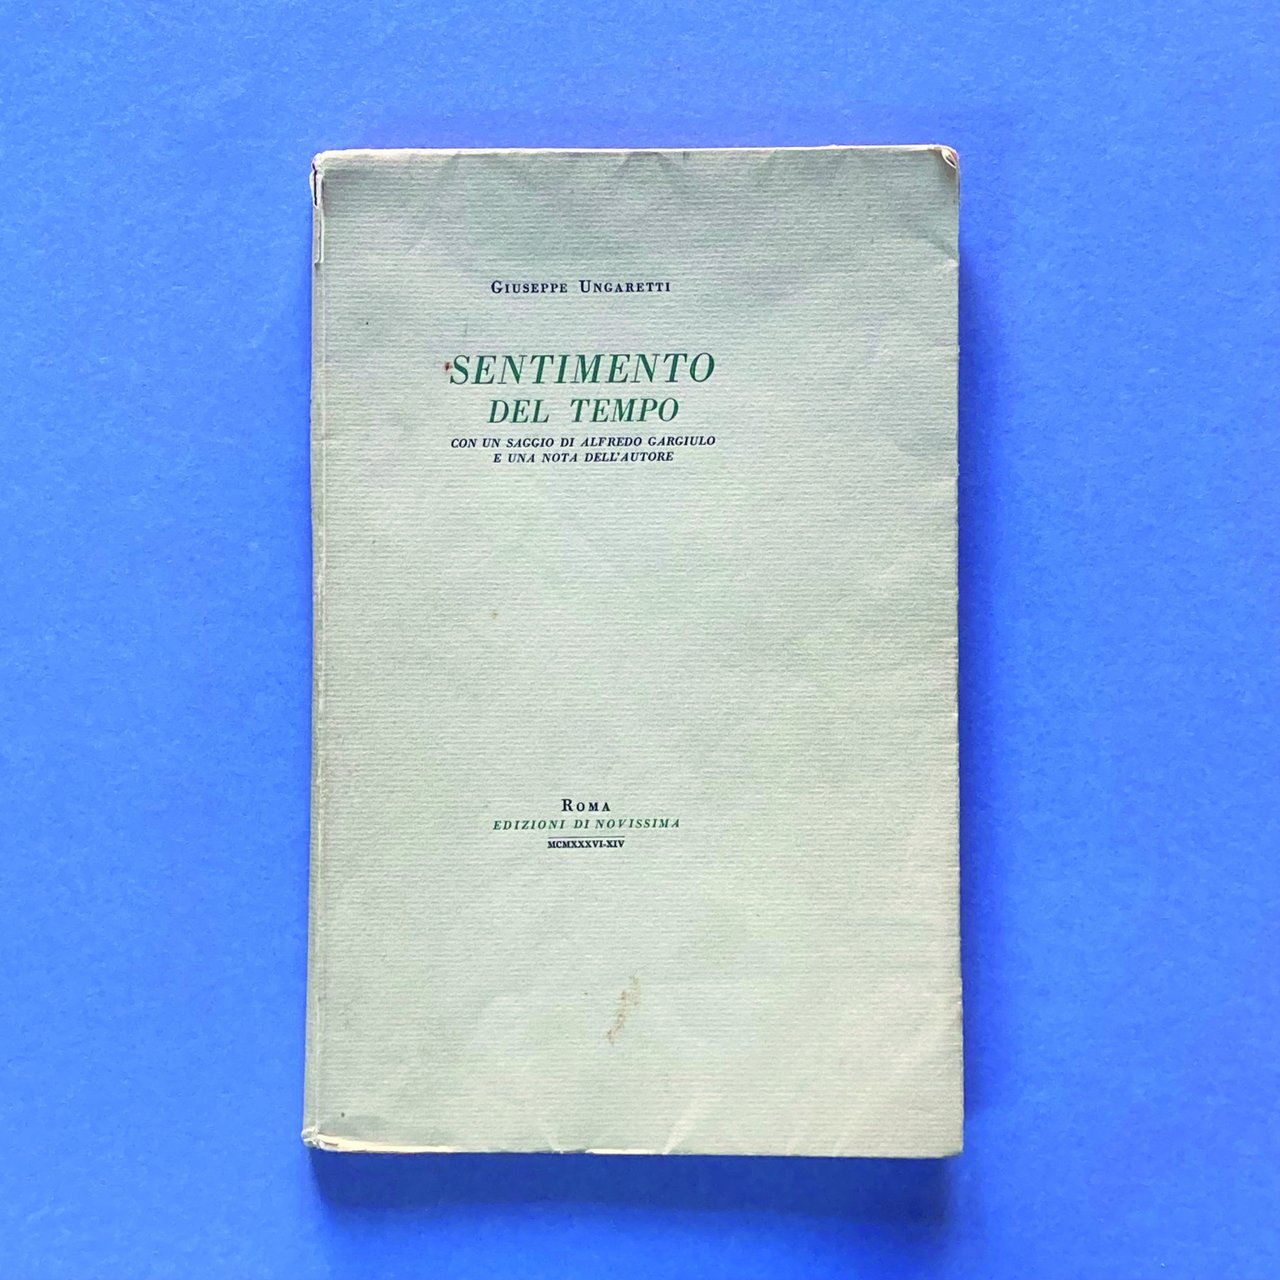 GIUSEPPE UNGARETTI
SENTIMENTO
DEL TEMPO
CON UN SAGGIO DI ALFREDO GARGIULO
E UNA NOTA DELL'AUTORE
ROMA
EDIZIONI DI NOVISSIMA
MCMXXXVI-XIV